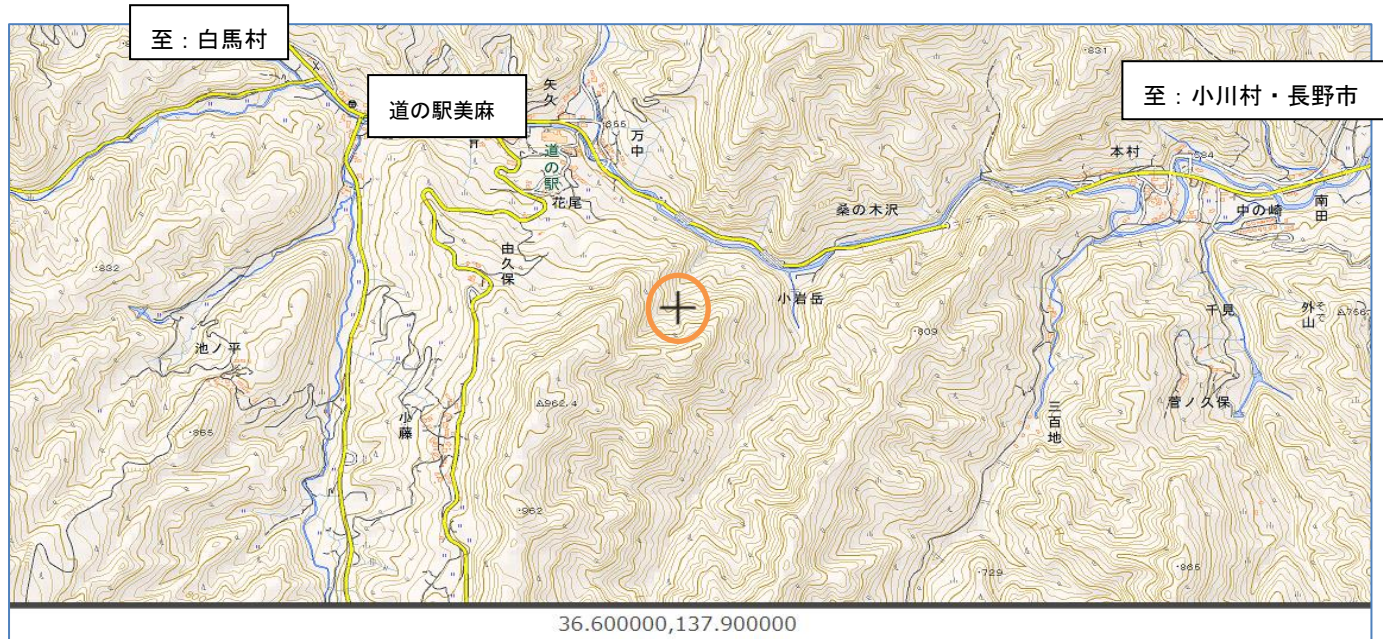 至：白馬村
道の駅美麻
至：小川村・長野市
矢久
・355
万中
道の駅
花尾
・831
本村
534
中の崎
南田
桑の木沢
由久保
・832
小岩岳
・809
千見
外山
そで
△756
池ノ平
△962.4
小藤
・865
三百地
菅ノ久保
・962
・729
・865
36.600000,137.900000